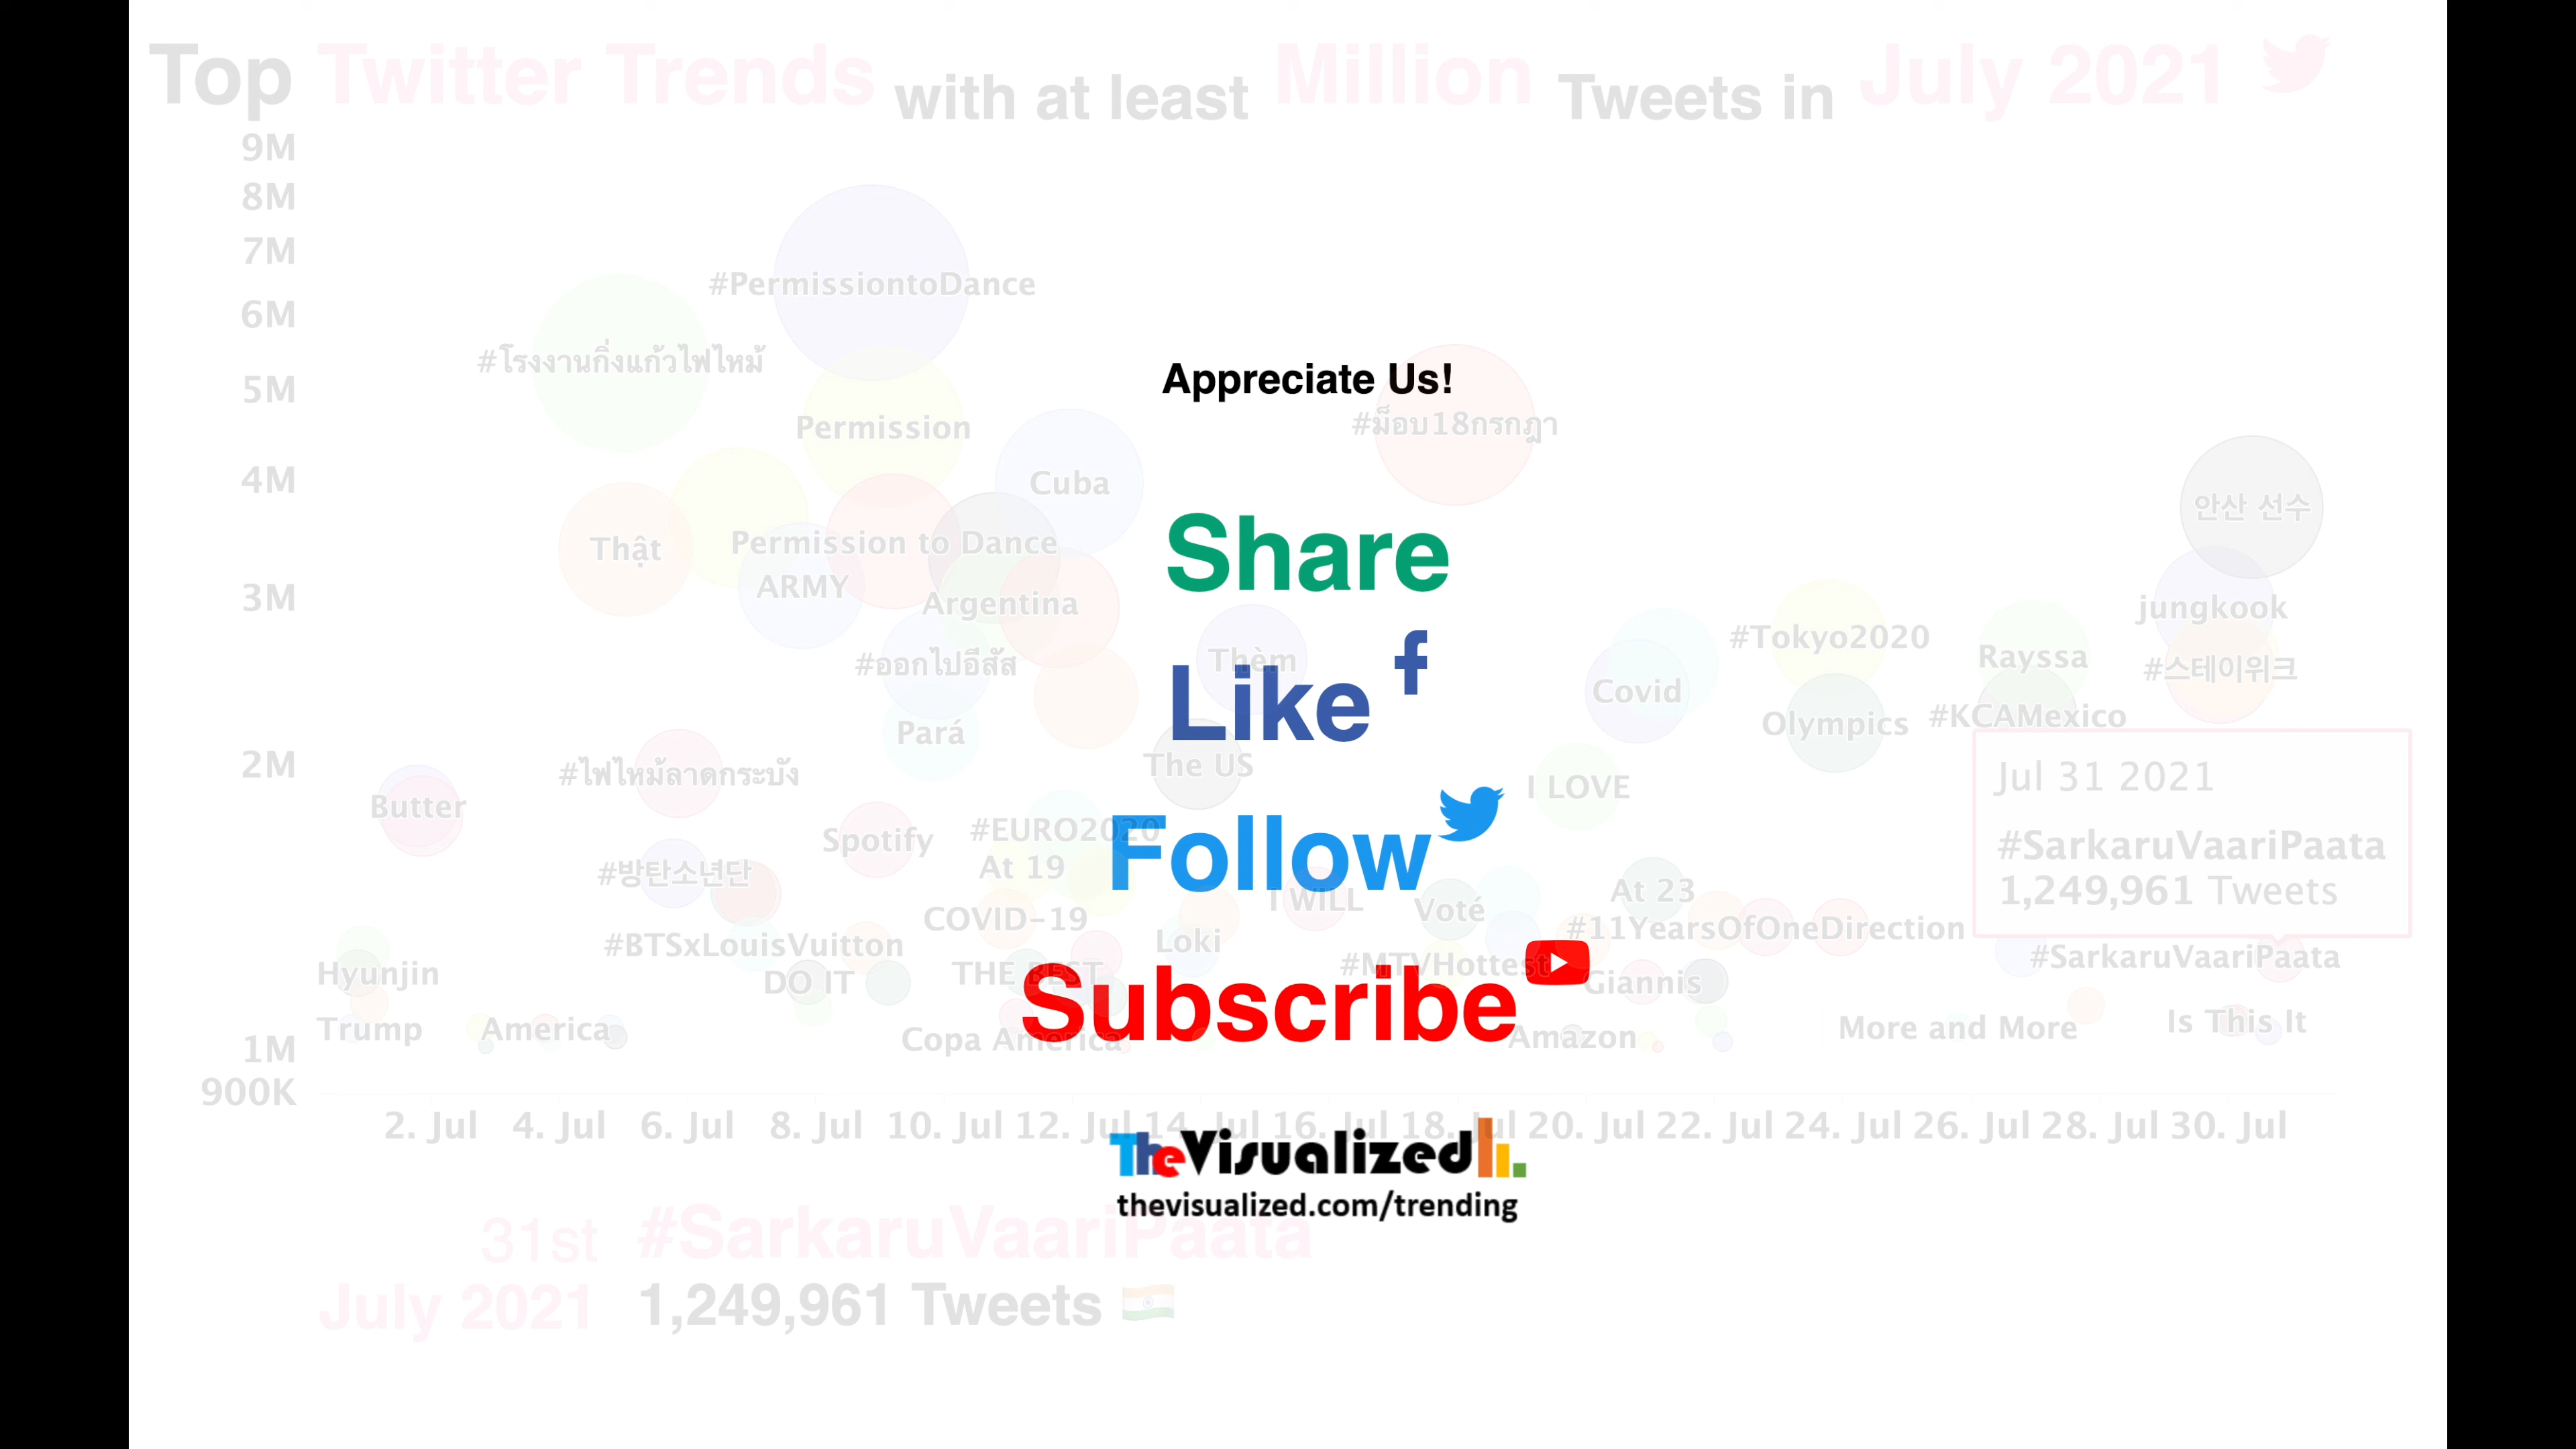 Top Twitter Trends with at least Million Tweets in July 2021
9M
8M
7M
6M
5M
4M
3M
2M
1M
900K
#PermissiontoDance
#โรงงานกิ่งแก้วไฟไหม้
Appreciate Us!
#ม็อบ18กรกฎา
Permission
Cuba
안산 선수
Thật
Permission to Dance
Share
ARMY
Argentina
jungkook
#Tokyo2020
Rayssa
#ออกไปอีสัส
Thèm
#스테이위크
Like
Covid
Pará
Olympics
#KCAMexico
The US
#ไฟไหม้ลาดกระบัง
I LOVE
Jul 31 2021
Butter
Spotify
#EURO2020
Follow
#SarkaruVaariPaata
1,249,961 Tweets
At 19
#방탄소년단
I WILL
At 23
Voté
COVID-19
#11YearsOfOneDirection
#BTSxLouisVuitton
Loki
#SarkaruVaariPaata
Hyunjin
DO IT
THE BEST
#MTVHottest
Giannis
Subscribe
Trump
America
Copa America
Amazon
More and More
Is This It
2. Jul 4. Jul 6. Jul 8. Jul 10. Jul 12. Jul 14. Jul 16. Jul 18. Jul 20. Jul 22. Jul 24. Jul 26. Jul 28. Jul 30. Jul
TheVisualized
thevisualized.com/trending
31st #SarkaruVaariPaata
July 2021 1,249,961 Tweets